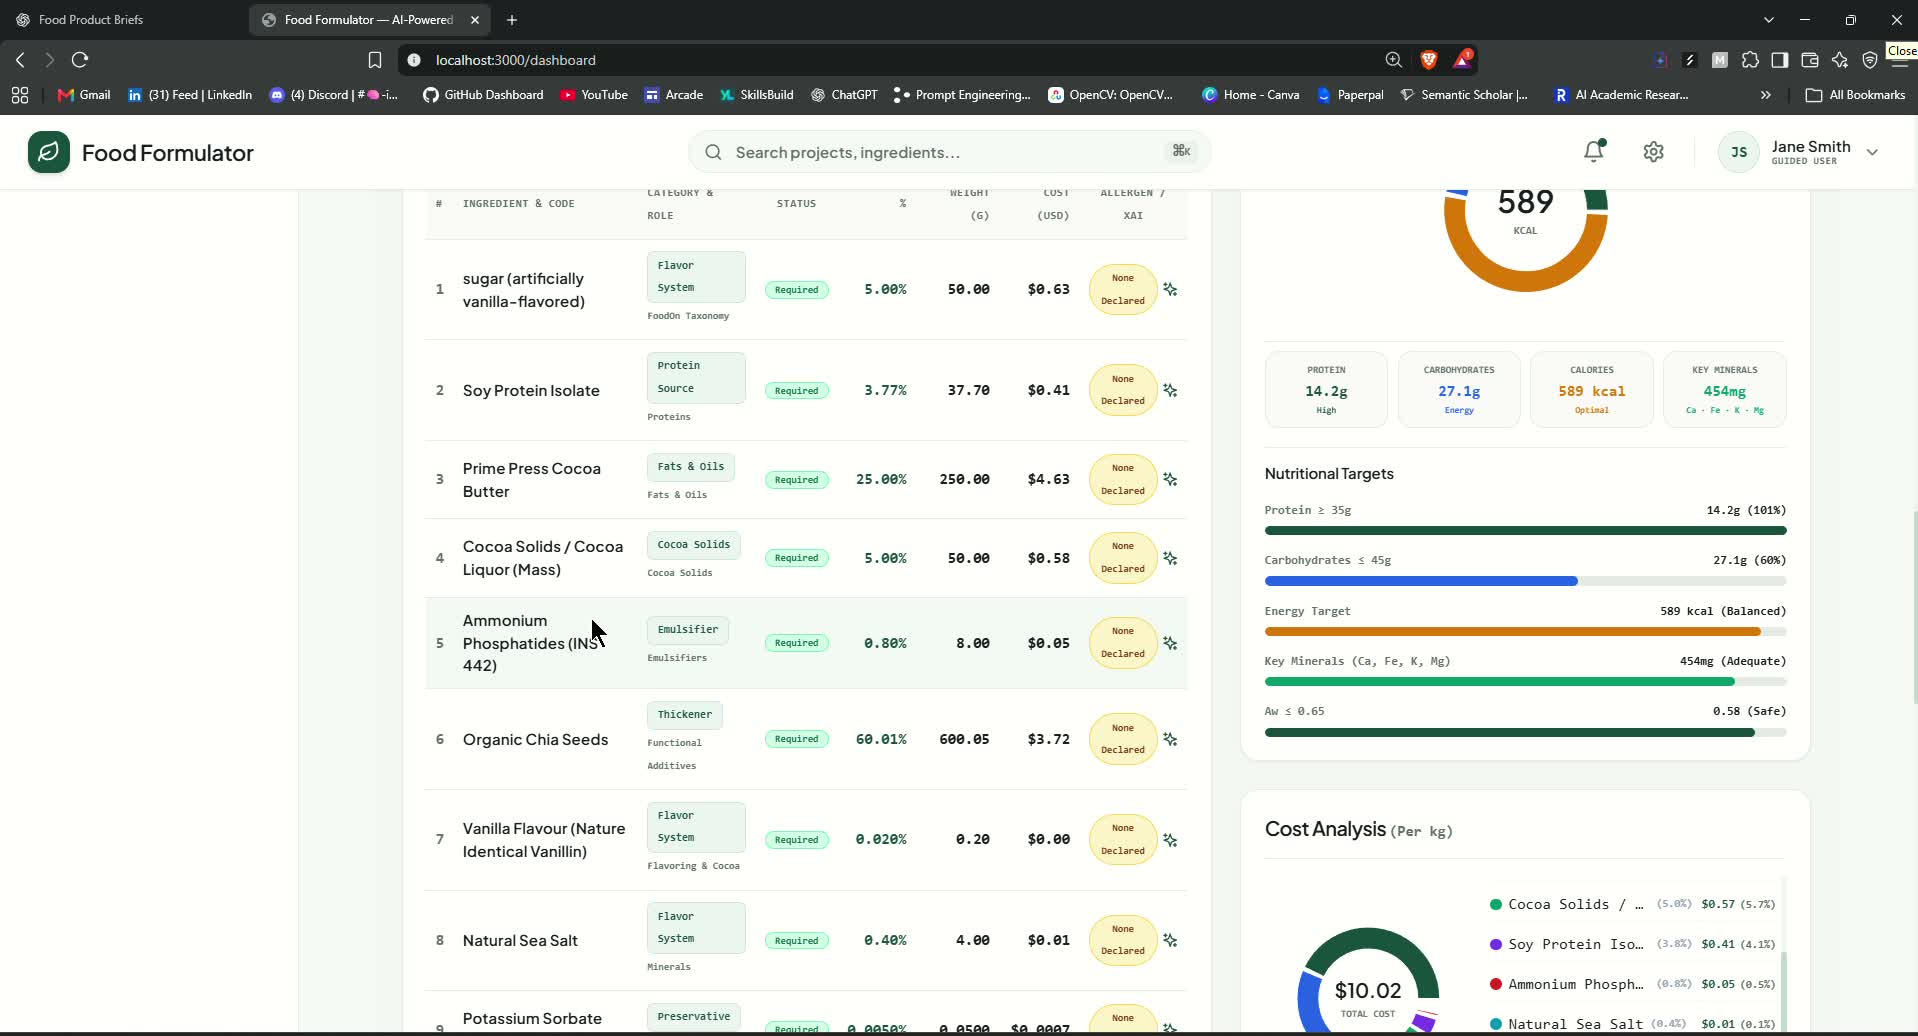 Food Product Briefs
Food Formulator — AI-Powered
localhost:3000/dashboard
Close
Gmail
(31) Feed | LinkedIn
(4) Discord | #🧠-i...
GitHub Dashboard
YouTube
Arcade
SkillsBuild
ChatGPT
Prompt Engineering...
OpenCV: OpenCV...
Home - Canva
Paperpal
Semantic Scholar |...
AI Academic Resear...
All Bookmarks
Food Formulator
Search projects, ingredients...
⌘K
JS
Jane Smith
GUIDED USER
# INGREDIENT & CODE CATEGORY & ROLE STATUS % WEIGHT (G) COST (USD) ALLERGEN / XAI
1 sugar (artificially vanilla-flavored) Flavor System FoodOn Taxonomy Required 5.00% 50.00 $0.63 None Declared
2 Soy Protein Isolate Protein Source Proteins Required 3.77% 37.70 $0.41 None Declared
3 Prime Press Cocoa Butter Fats & Oils Fats & Oils Required 25.00% 250.00 $4.63 None Declared
4 Cocoa Solids / Cocoa Liquor (Mass) Cocoa Solids Cocoa Solids Required 5.00% 50.00 $0.58 None Declared
5 Ammonium Phosphatides (INS 442) Emulsifier Emulsifiers Required 0.80% 8.00 $0.05 None Declared
6 Organic Chia Seeds Thickener Functional Additives Required 60.01% 600.05 $3.72 None Declared
7 Vanilla Flavour (Nature Identical Vanillin) Flavor System Flavoring & Cocoa Required 0.020% 0.20 $0.00 None Declared
8 Natural Sea Salt Flavor System Minerals Required 0.40% 4.00 $0.01 None Declared
9 Potassium Sorbate Preservative Required 0.0050% 0.0500 $0.0007 None
589
KCAL
PROTEIN
14.2g
High
CARBOHYDRATES
27.1g
Energy
CALORIES
589 kcal
Optimal
KEY MINERALS
454mg
Ca · Fe · K · Mg
Nutritional Targets
Protein ≥ 35g 14.2g (101%)
Carbohydrates ≤ 45g 27.1g (60%)
Energy Target 589 kcal (Balanced)
Key Minerals (Ca, Fe, K, Mg) 454mg (Adequate)
Aw ≤ 0.65 0.58 (Safe)
Cost Analysis (Per kg)
$10.02
TOTAL COST
Cocoa Solids / … (5.0%) $0.57 (5.7%)
Soy Protein Iso… (3.8%) $0.41 (4.1%)
Ammonium Phosph… (0.8%) $0.05 (0.5%)
Natural Sea Salt (0.4%) $0.01 (0.1%)